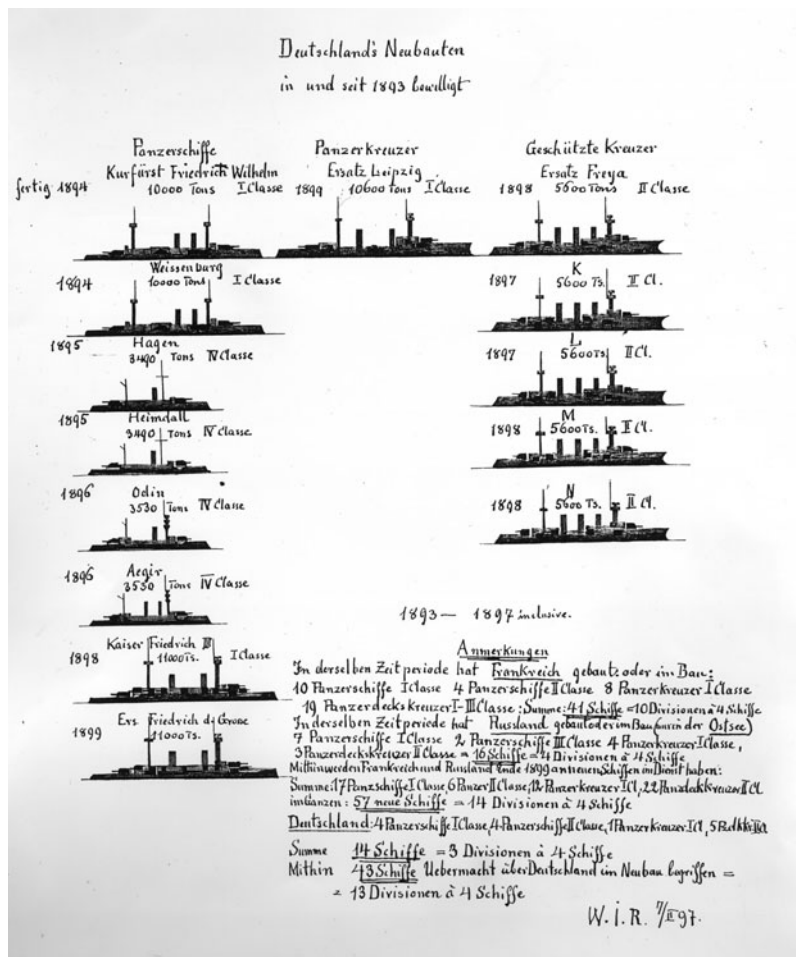 Deutschland's Neubauten
in und seit 1893 bewilligt
Panzerschiffe
Kurfürst Friedrich Wilhelm
fertig 1894 10000 Tons I Classe
Weissenburg
1894 10000 Tons I Classe
1895 Hagen
3490 Tons IV Classe
1895 Heimdall
3490 Tons IV Classe
1896 Odin
3530 Tons IV Classe
1896 Aegir
3530 Tons IV Classe
Kaiser Friedrich III
1898 11000 Ts. I Classe
Ers. Friedrich d. Grosse
1899 11000 Ts.
Panzerkreuzer
Ersatz Leipzig
1899 10600 Tons I Classe
Geschützte Kreuzer
Ersatz Freya
1898 5600 Tons II Classe
K
1897 5600 Ts. II Cl.
L
1897 5600 Ts. II Cl.
M
1898 5600 Ts. II Cl.
N
1898 5600 Ts. II Cl.
1893 — 1897 inclusive.
Anmerkungen
In derselben Zeitperiode hat Frankreich gebaut: oder im Bau:
10 Panzerschiffe I Classe 4 Panzerschiffe II Classe 8 Panzerkreuzer I Classe
19 Panzerdeckskreuzer I-III Classe; Summe: 41 Schiffe = 10 Divisionen à 4 Schiffe
In derselben Zeitperiode hat Russland gebaut oder im Bau (nur in der Ostsee)
7 Panzerschiffe I Classe 2 Panzerschiffe III Classe 4 Panzerkreuzer I Classe,
3 Panzerdeckskreuzer II Classe = 16 Schiffe = 4 Divisionen à 4 Schiffe
Mithin werden Frankreich und Russland Ende 1899 an neuen Schiffen im Dienst haben:
Summe: 17 Panzschiffe I Classe, 6 Panzer II Classe, 12 Panzerkreuzer I Cl, 22 Panzdeckkreuzer II Cl
im Ganzen: 57 neue Schiffe = 14 Divisionen à 4 Schiffe
Deutschland: 4 Panzerschiffe I Classe, 4 Panzerschiffe II Classe, 1 Panzerkreuzer I Cl, 5
Summe 14 Schiffe = 3 Divisionen à 4 Schiffe
Mithin 43 Schiffe Uebermacht über Deutschland im Neubau begriffen =
= 13 Divisionen à 4 Schiffe
W. I. R. 7/II 97.